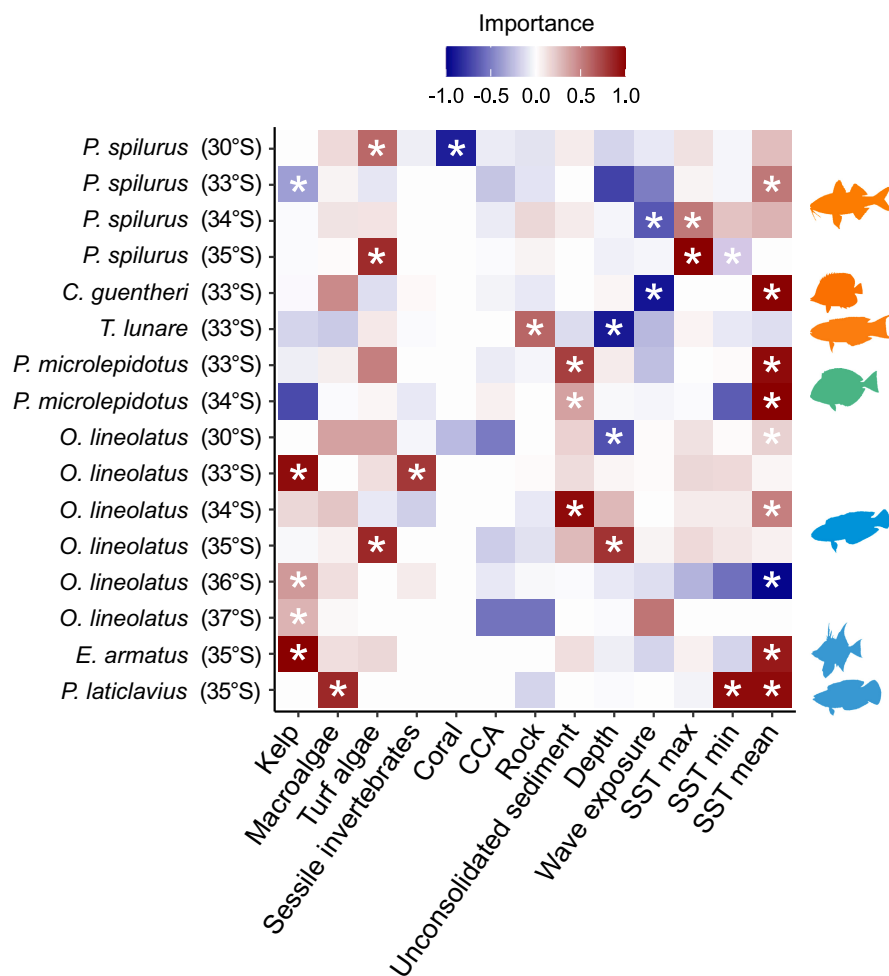 Importance
-1.0 -0.5 0.0 0.5 1.0
P. spilurus (30°S)
P. spilurus (33°S)
P. spilurus (34°S)
P. spilurus (35°S)
C. guentheri (33°S)
T. lunare (33°S)
P. microlepidotus (33°S)
P. microlepidotus (34°S)
O. lineolatus (30°S)
O. lineolatus (33°S)
O. lineolatus (34°S)
O. lineolatus (35°S)
O. lineolatus (36°S)
O. lineolatus (37°S)
E. armatus (35°S)
P. laticlavius (35°S)
Kelp
Macroalgae
Turf algae
Sessile invertebrates
Coral
CCA
Rock
Unconsolidated sediment
Depth
Wave exposure
SST max
SST min
SST mean